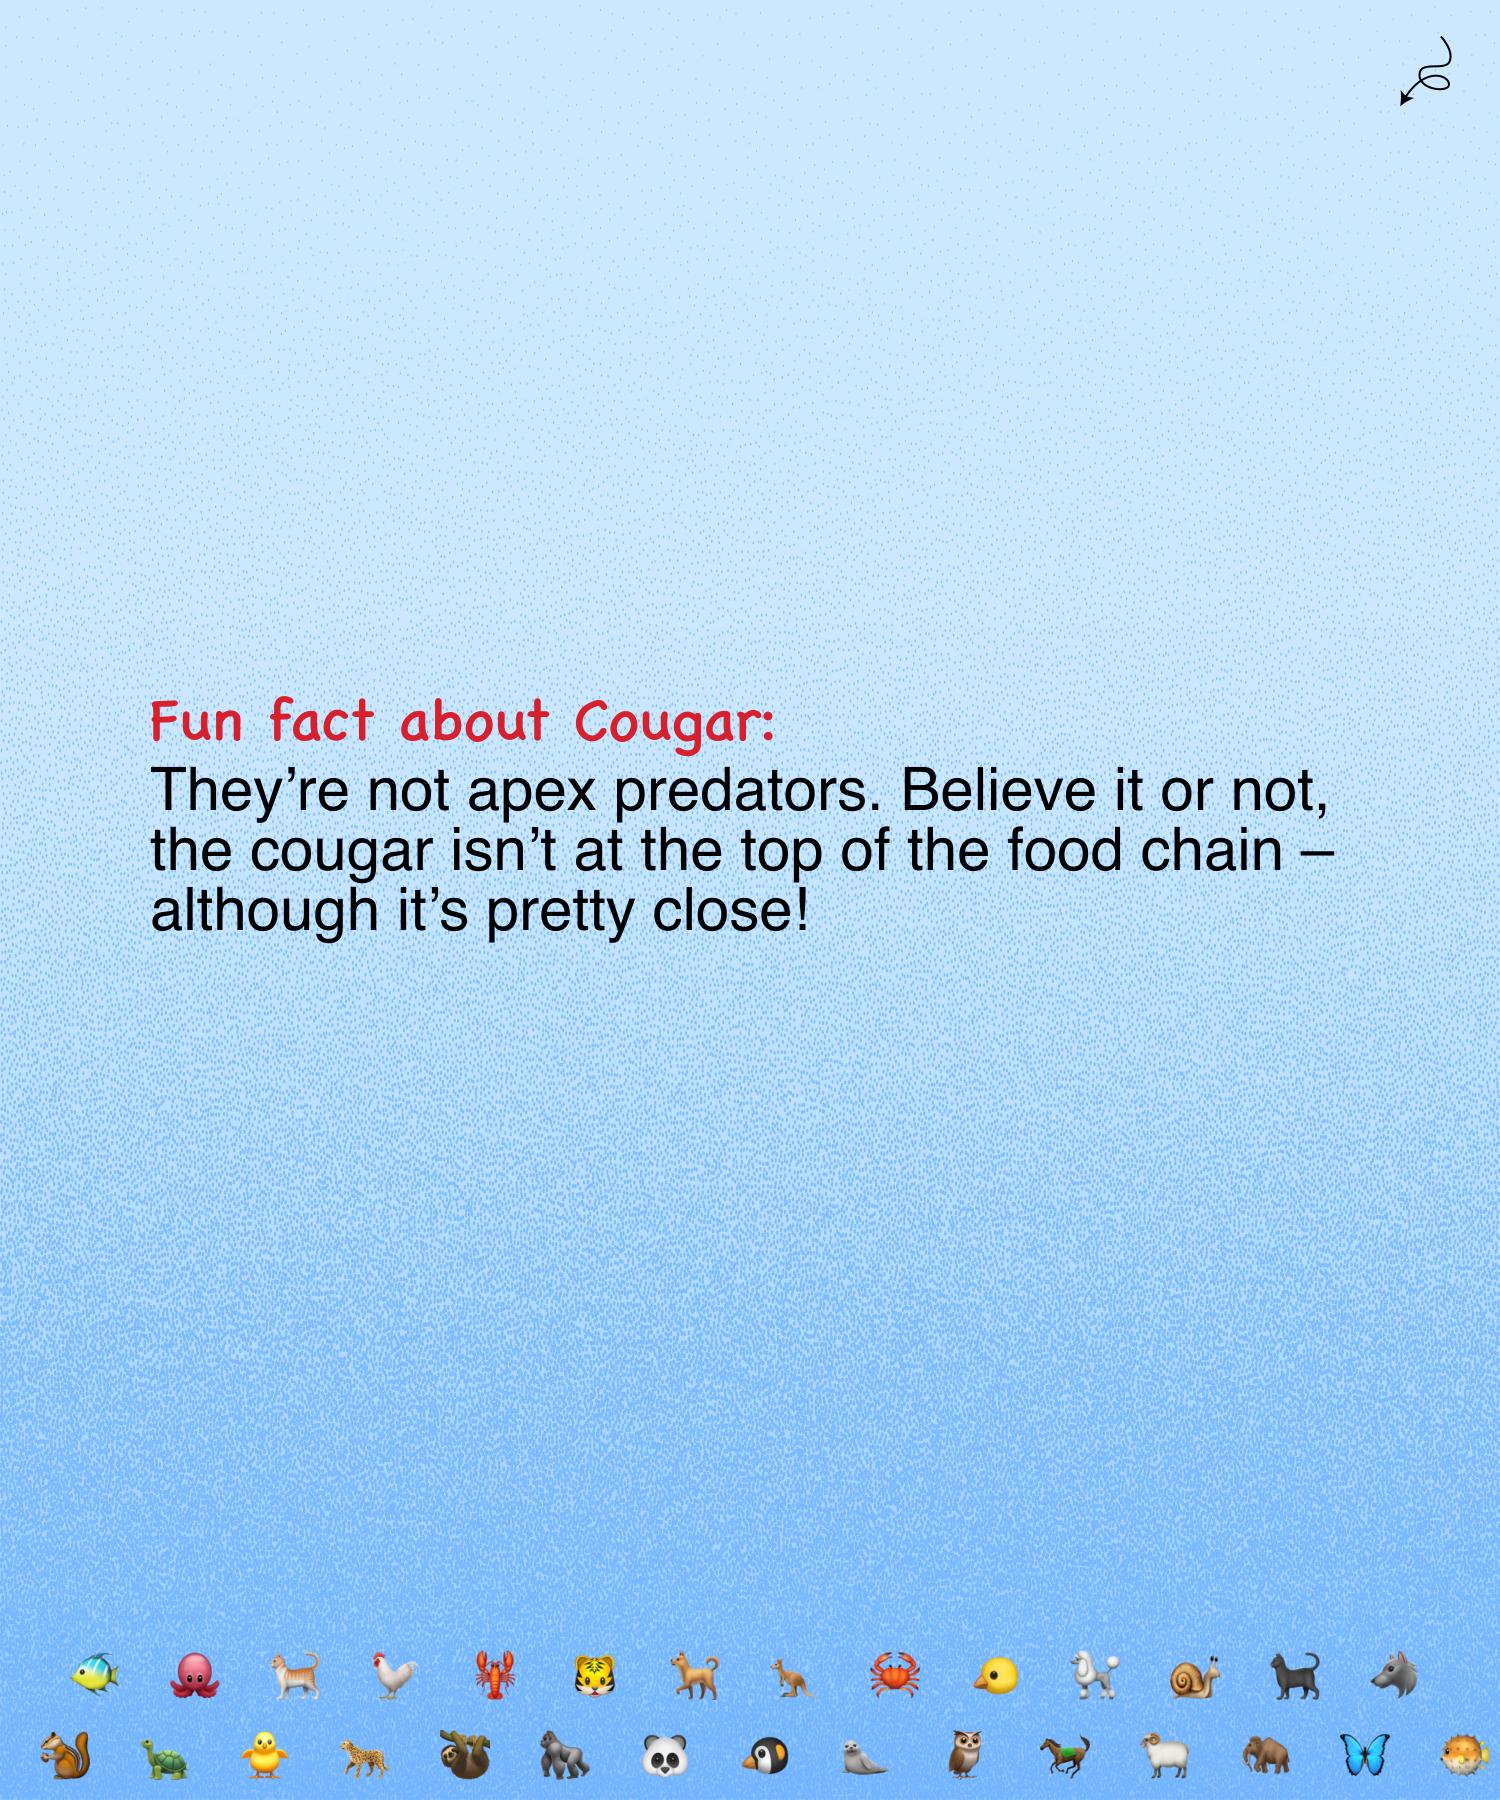 Fun fact about Cougar:
They’re not apex predators. Believe it or not,
the cougar isn’t at the top of the food chain –
although it’s pretty close!